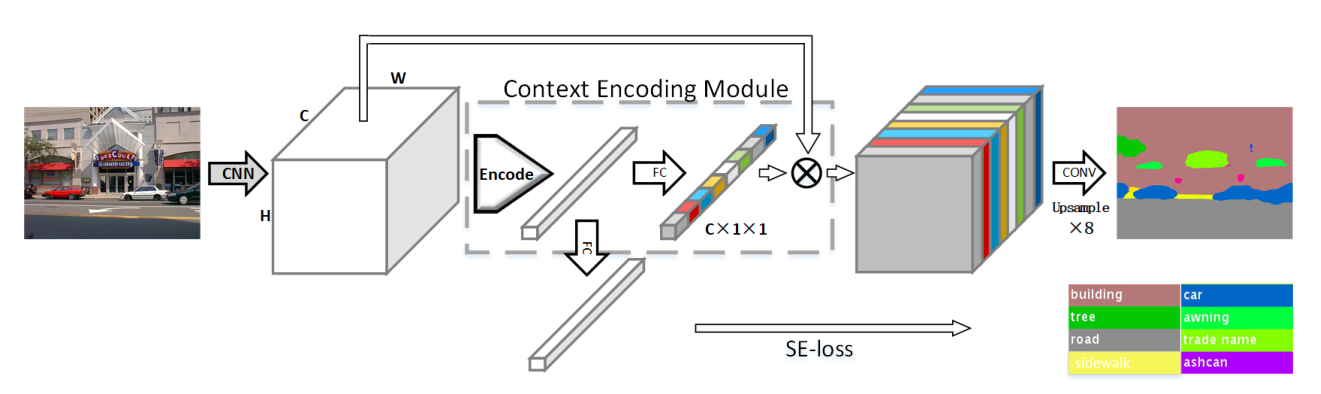 Context Encoding Module
W
C
H
CNN
FOODCOURT
Encode
FC
C×1×1
FC
CONV
Upsample
×8
SE-loss
building
car
tree
awning
road
trade name
sidewalk
ashcan